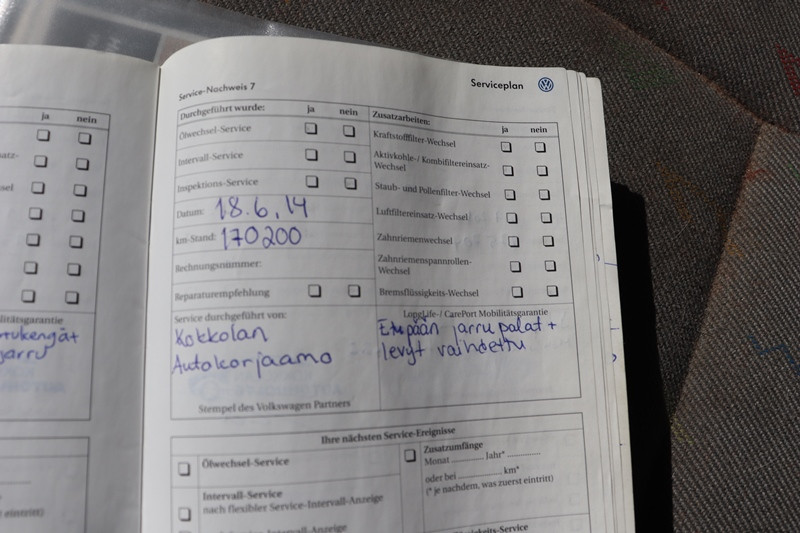 ja nein
satz-
sel
litätsgarantie
eintritt)
Serviceplan
Service-Nachweis 7
Durchgeführt wurde: ja nein
Ölwechsel-Service
Intervall-Service
Inspektions-Service
Datum: 18.6.14
km-Stand: 170200
Rechnungsnummer:
Reparaturempfehlung
Service durchgeführt von:
Kokkolan
Autokorjaamo
Stempel des Volkswagen Partners
Zusatzarbeiten: ja nein
Kraftstofffilter-Wechsel
Aktivkohle-/ Kombifiltereinsatz-
Wechsel
Staub- und Pollenfilter-Wechsel
Luftfiltereinsatz-Wechsel
Zahnriemenwechsel
Zahnriemenspannrollen-
Wechsel
Bremsflüssigkeits-Wechsel
LongLife-/ CarePort Mobilitätsgarantie
Etupään jarrupalat +
levyt vaihdettu
Ihre nächsten Service-Ereignisse
Ölwechsel-Service
Intervall-Service
nach flexibler Service-Intervall-Anzeige
Zusatzumfänge
Monat ............ Jahr* ............
oder bei ............ km*
(* je nachdem, was zuerst eintritt)